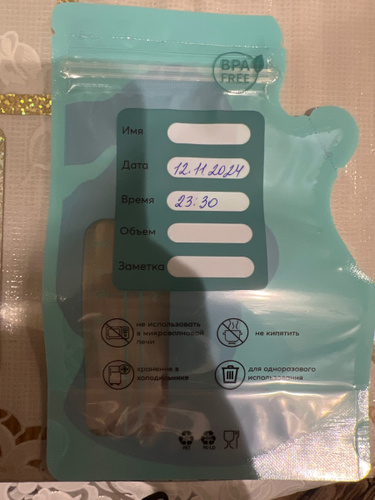 BPA
FREE
Имя
Дата 12.11.2024
Время 23:30
Объем
Заметка
не использовать
в микроволновой
печи
не кипятить
хранение в
холодильнике
для одноразового
использования